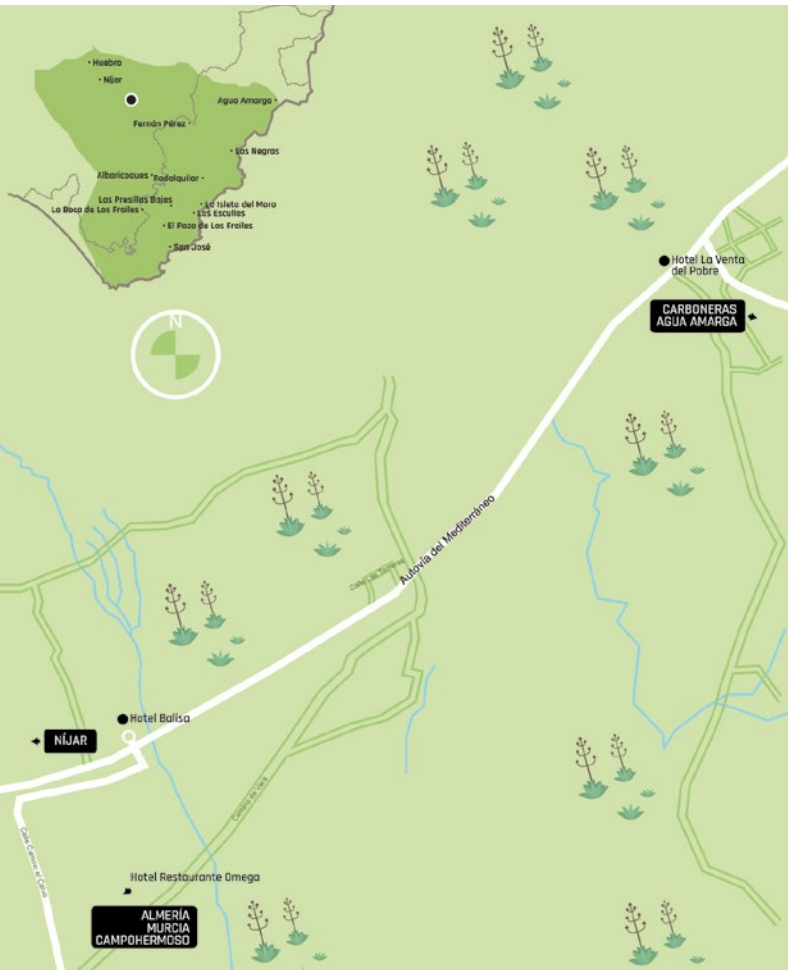 Huebro
Níjar
Agua Amarga
Fernán Pérez
Las Negras
Albaricoques
Rodalquilar
Las Presillas Bajas
La Isleta del Moro
La Boca de Los Frailes
Los Escullos
El Pozo de Los Frailes
San José
N
Hotel La Venta
del Pobre
CARBONERAS
AGUA AMARGA
Autovía del Mediterráneo
Hotel Balisa
NÍJAR
Camino de Vera
Hotel Restaurante Omega
ALMERÍA
MURCIA
CAMPOHERMOSO